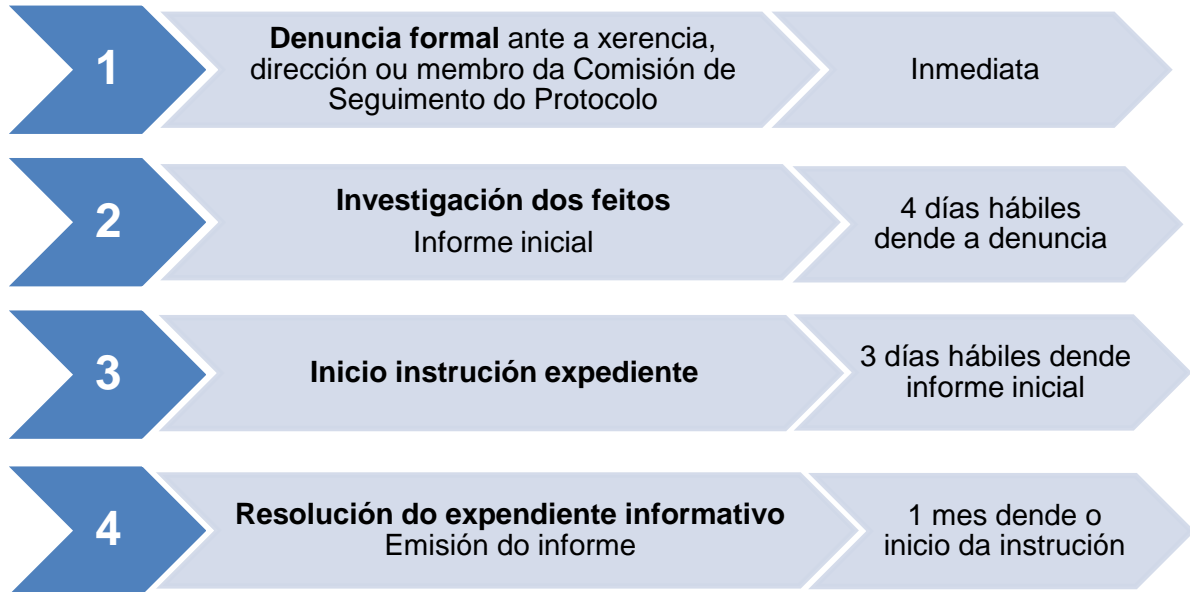 1
Denuncia formal ante a xerencia,
dirección ou membro da Comisión de
Seguimento do Protocolo
Inmediata
2
Investigación dos feitos
Informe inicial
4 días hábiles
dende a denuncia
3
Inicio instrución expediente
3 días hábiles dende
informe inicial
4
Resolución do expendiente informativo
Emisión do informe
1 mes dende o
inicio da instrución